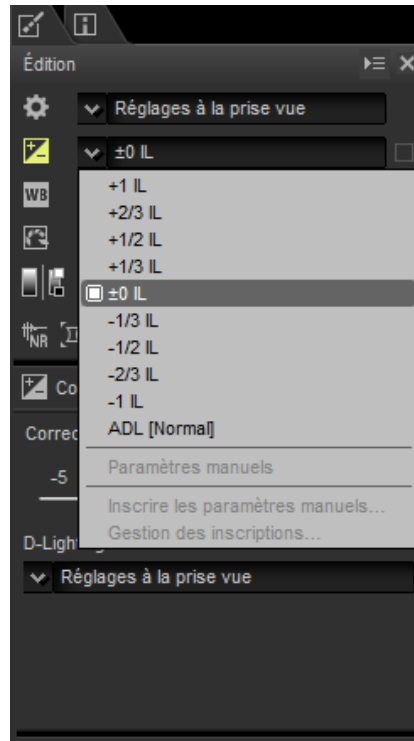 Édition
Réglages à la prise vue
±0 IL
WB
+1 IL
+2/3 IL
+1/2 IL
+1/3 IL
±0 IL
-1/3 IL
NR
-1/2 IL
-2/3 IL
-1 IL
Co
ADL [Normal]
Correc
Paramètres manuels
-5
Inscrire les paramètres manuels...
Gestion des inscriptions...
D-Ligh
Réglages à la prise vue